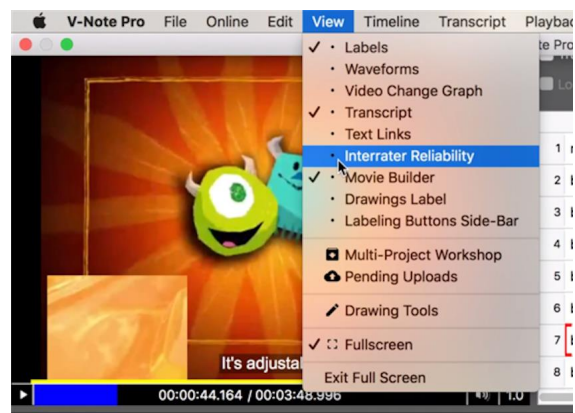 V-Note Pro File Online Edit View Timeline Transcript Playbac
te Pro
Labels
Waveforms
Lo
Video Change Graph
Transcript
Text Links
Interrater Reliability
1
Movie Builder
2
Drawings Label
3
Labeling Buttons Side-Bar
4
Multi-Project Workshop
Pending Uploads
5
Drawing Tools
6
Fullscreen
7
It's adjustal
8
Exit Full Screen
00:00:44.164 / 00:03:48.996
1.0